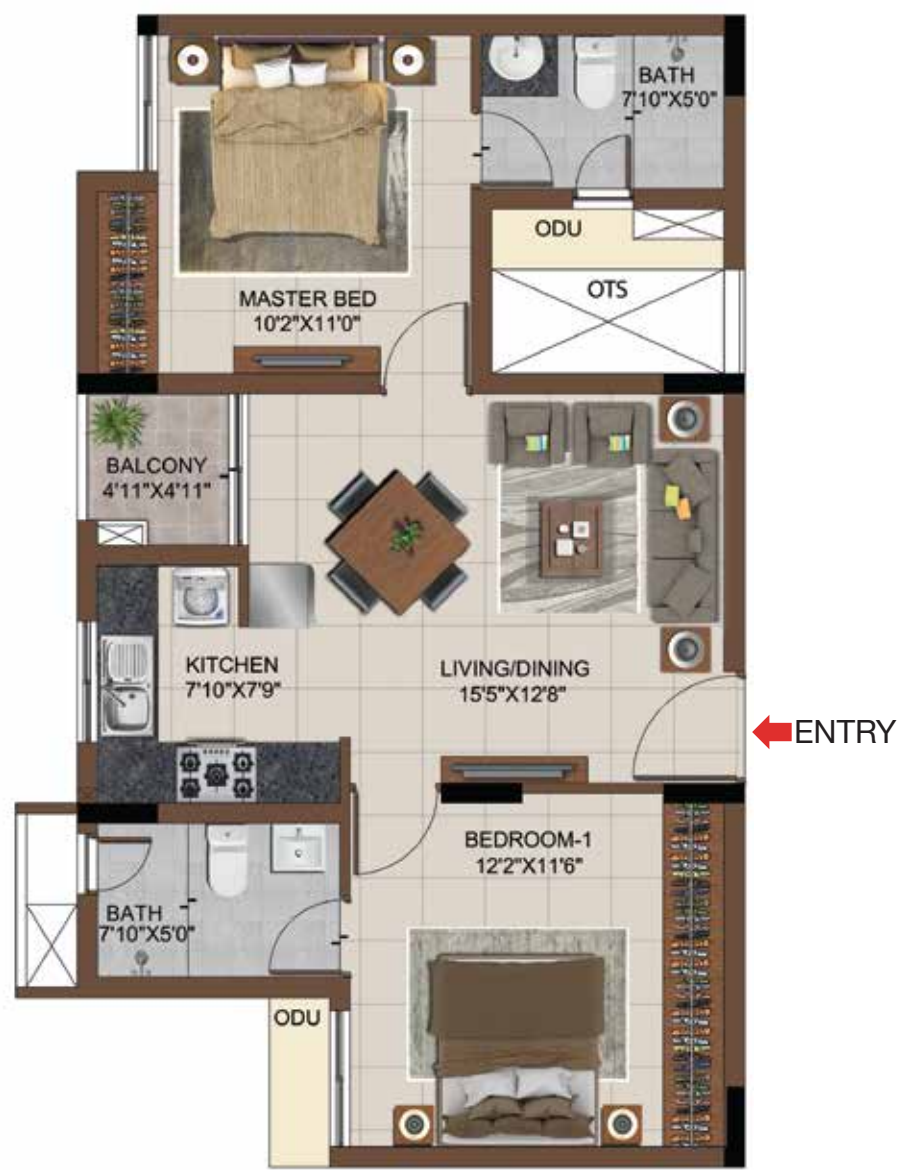 BATH
7'10"X5'0"
ODU
OTS
MASTER BED
10'2"X11'0"
BALCONY
4'11"X4'11"
KITCHEN
7'10"X7'9"
LIVING/DINING
15'5"X12'8"
ENTRY
BEDROOM-1
12'2"X11'6"
BATH
7'10"X5'0"
ODU